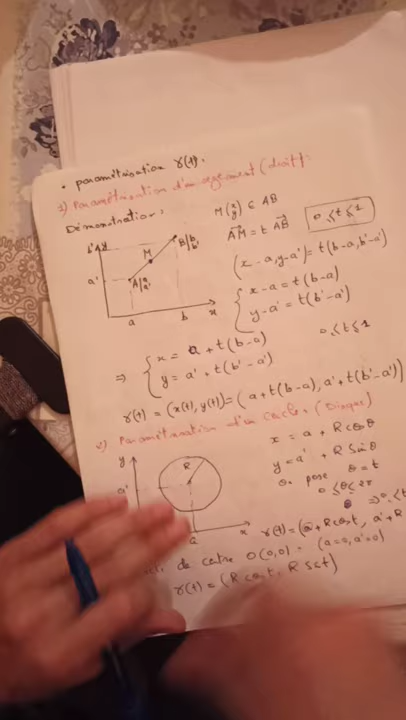 • paramétrisation γ(t).
1) Paramétrisation d'un segment (droit):
Démonstration:
M(x y) ∈ AB
AM = t AB 0 ≤ t ≤ 1
(x-a, y-a') = t(b-a, b'-a')
{ x-a = t(b-a)
y-a' = t(b'-a')
0 ≤ t ≤ 1
b' y
B(b b'
M
a' A(a a'
a b x
⇒ { x = a + t(b-a)
y = a' + t(b'-a')
γ(t) = (x(t), y(t)) = (a+t(b-a), a'+t(b'-a'))
2) Paramétrisation d'un cercle (Disque)
x = a + R cos θ
y = a' + R sin θ
On pose θ = t
0 ≤ θ ≤ 2π
⇒ 0 ≤ t
y
R
a'
a x
γ(t) = (a + R cos t, a' + R
de centre O(0,0) (a=0, a'=0)
γ(t) = (R cos t, R